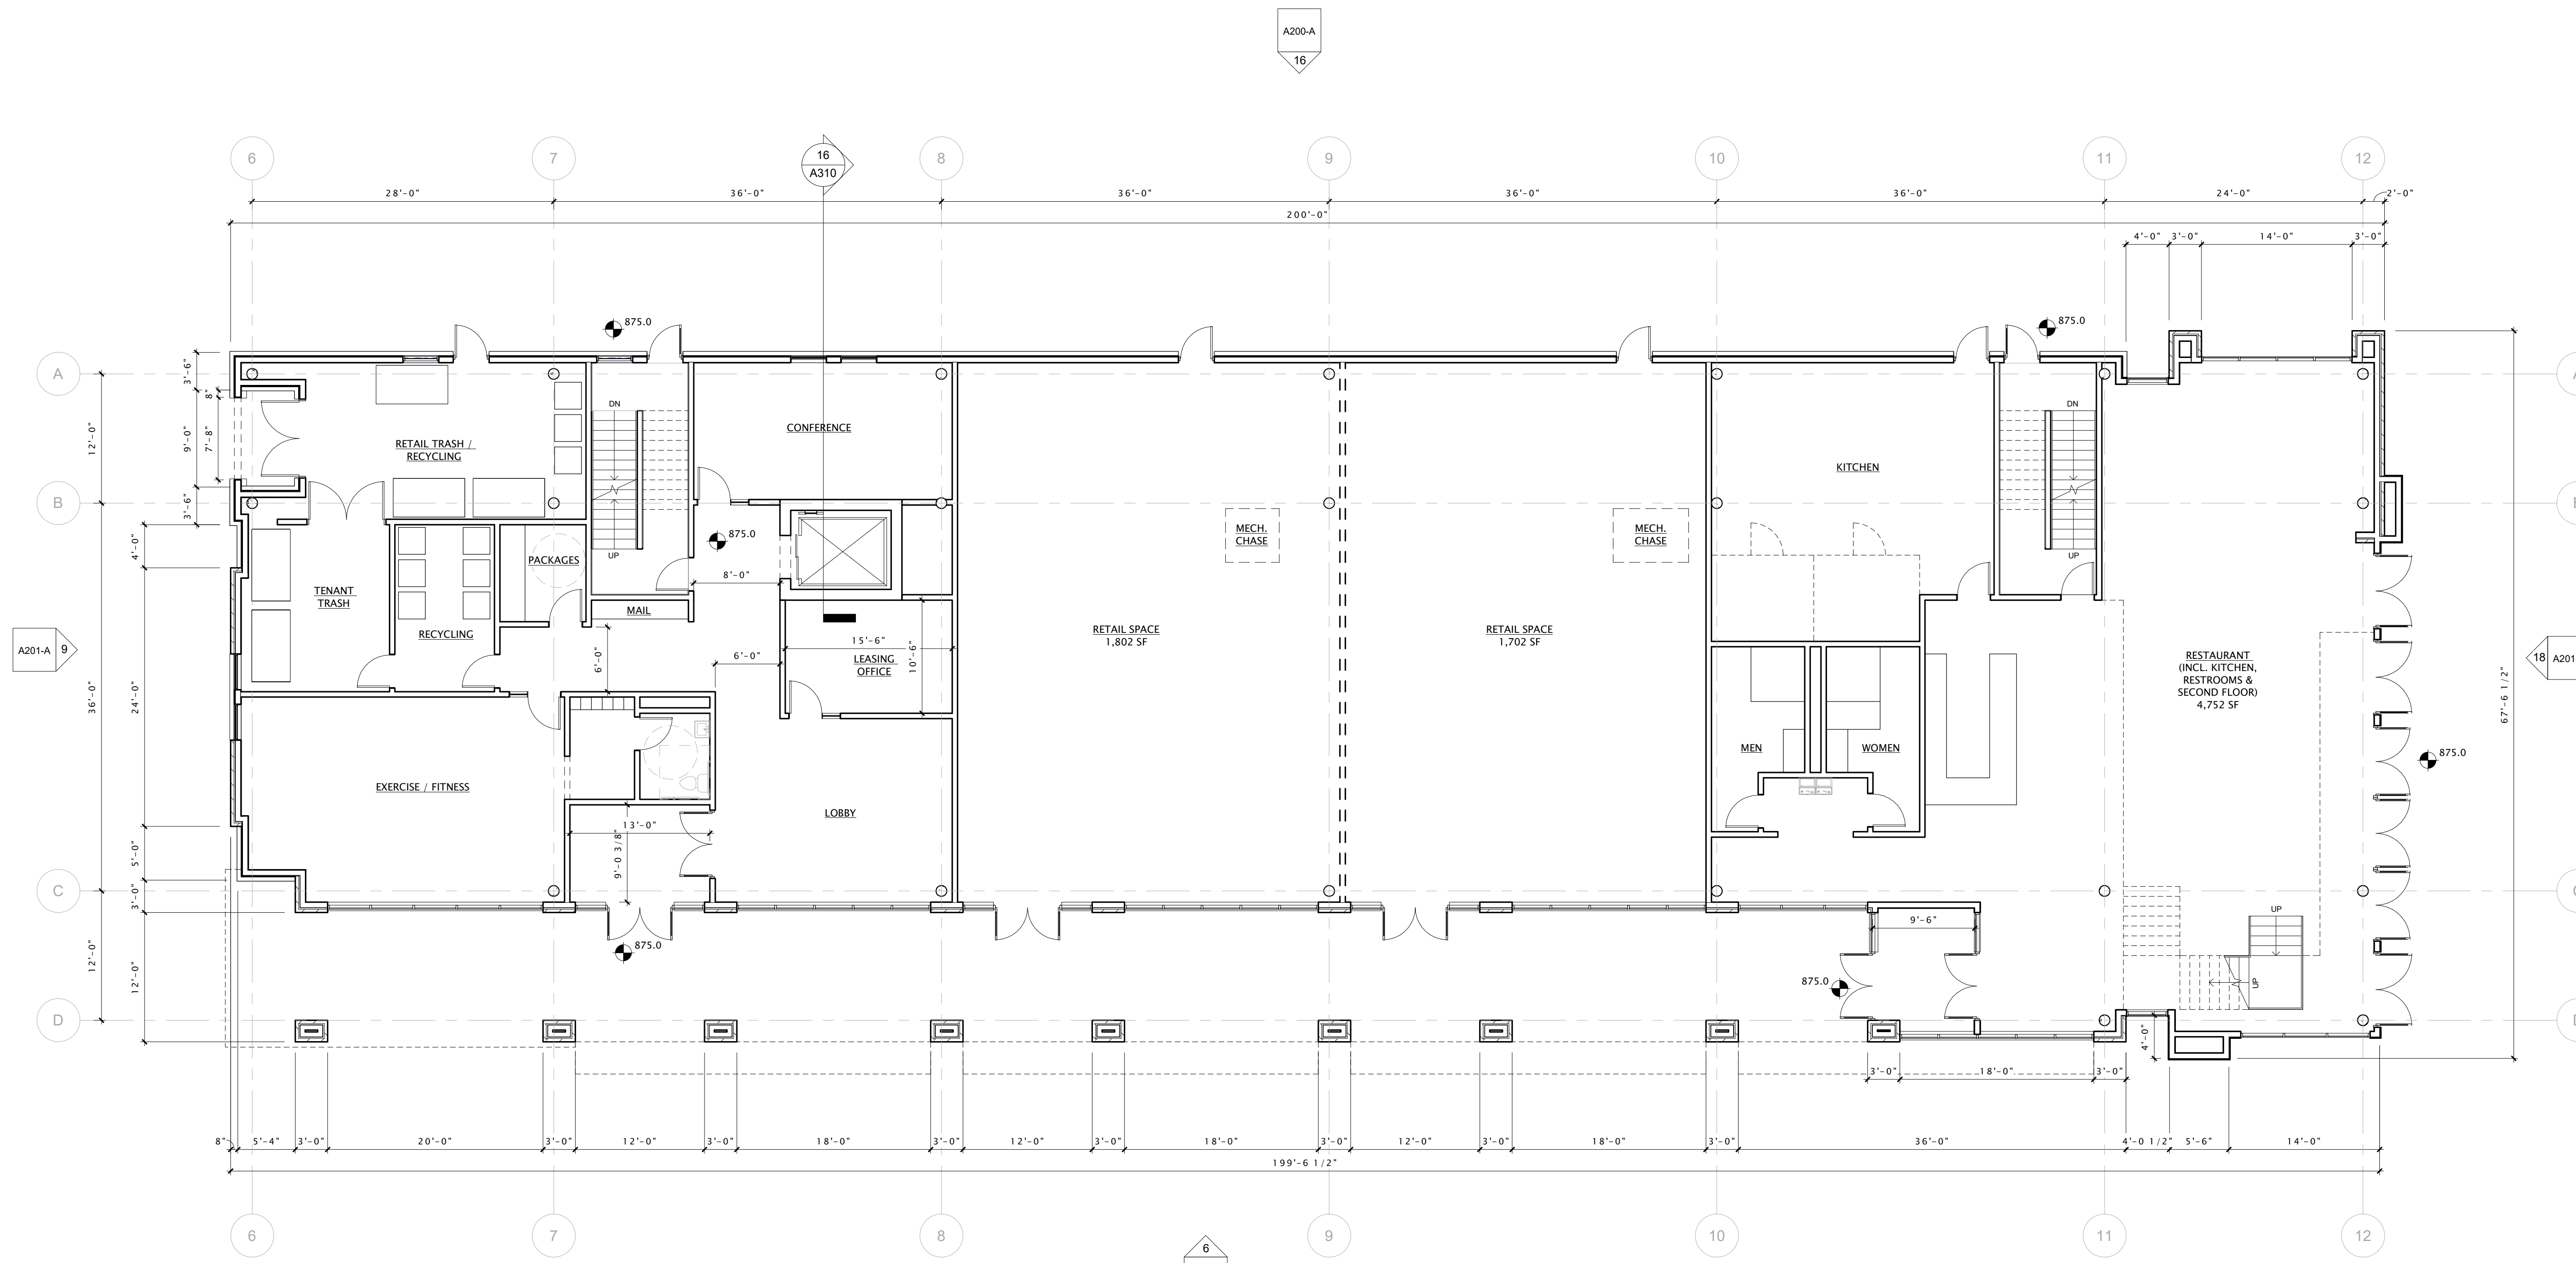 A200-A
16
6
7
16
A310
8
9
10
11
12
28'-0"
36'-0"
36'-0"
36'-0"
36'-0"
24'-0"
2'-0"
200'-0"
4'-0"
3'-0"
14'-0"
3'-0"
875.0
875.0
A
3'-6"
8"
12'-0"
9'-0"
7'-8"
3'-6"
B
DN
RETAIL TRASH /
RECYCLING
CONFERENCE
KITCHEN
DN
UP
UP
875.0
MECH.
CHASE
MECH.
CHASE
4'-0"
PACKAGES
8'-0"
TENANT
TRASH
MAIL
RECYCLING
6'-0"
6'-0"
15'-6"
LEASING
OFFICE
10'-6"
RETAIL SPACE
1,802 SF
RETAIL SPACE
1,702 SF
A201-A
9
18
A201
36'-0"
24'-0"
RESTAURANT
(INCL. KITCHEN,
RESTROOMS &
SECOND FLOOR)
4,752 SF
67'-6 1/2"
MEN
WOMEN
875.0
EXERCISE / FITNESS
LOBBY
13'-0"
9'-0 3/8"
5'-0"
3'-0"
C
12'-0"
12'-0"
875.0
9'-6"
UP
UP
875.0
D
4'-0"
3'-0"
18'-0"
3'-0"
8"
5'-4"
3'-0"
20'-0"
3'-0"
12'-0"
3'-0"
18'-0"
3'-0"
12'-0"
3'-0"
18'-0"
3'-0"
12'-0"
3'-0"
18'-0"
3'-0"
36'-0"
4'-0 1/2"
5'-6"
14'-0"
199'-6 1/2"
6
7
8
9
10
11
12
6